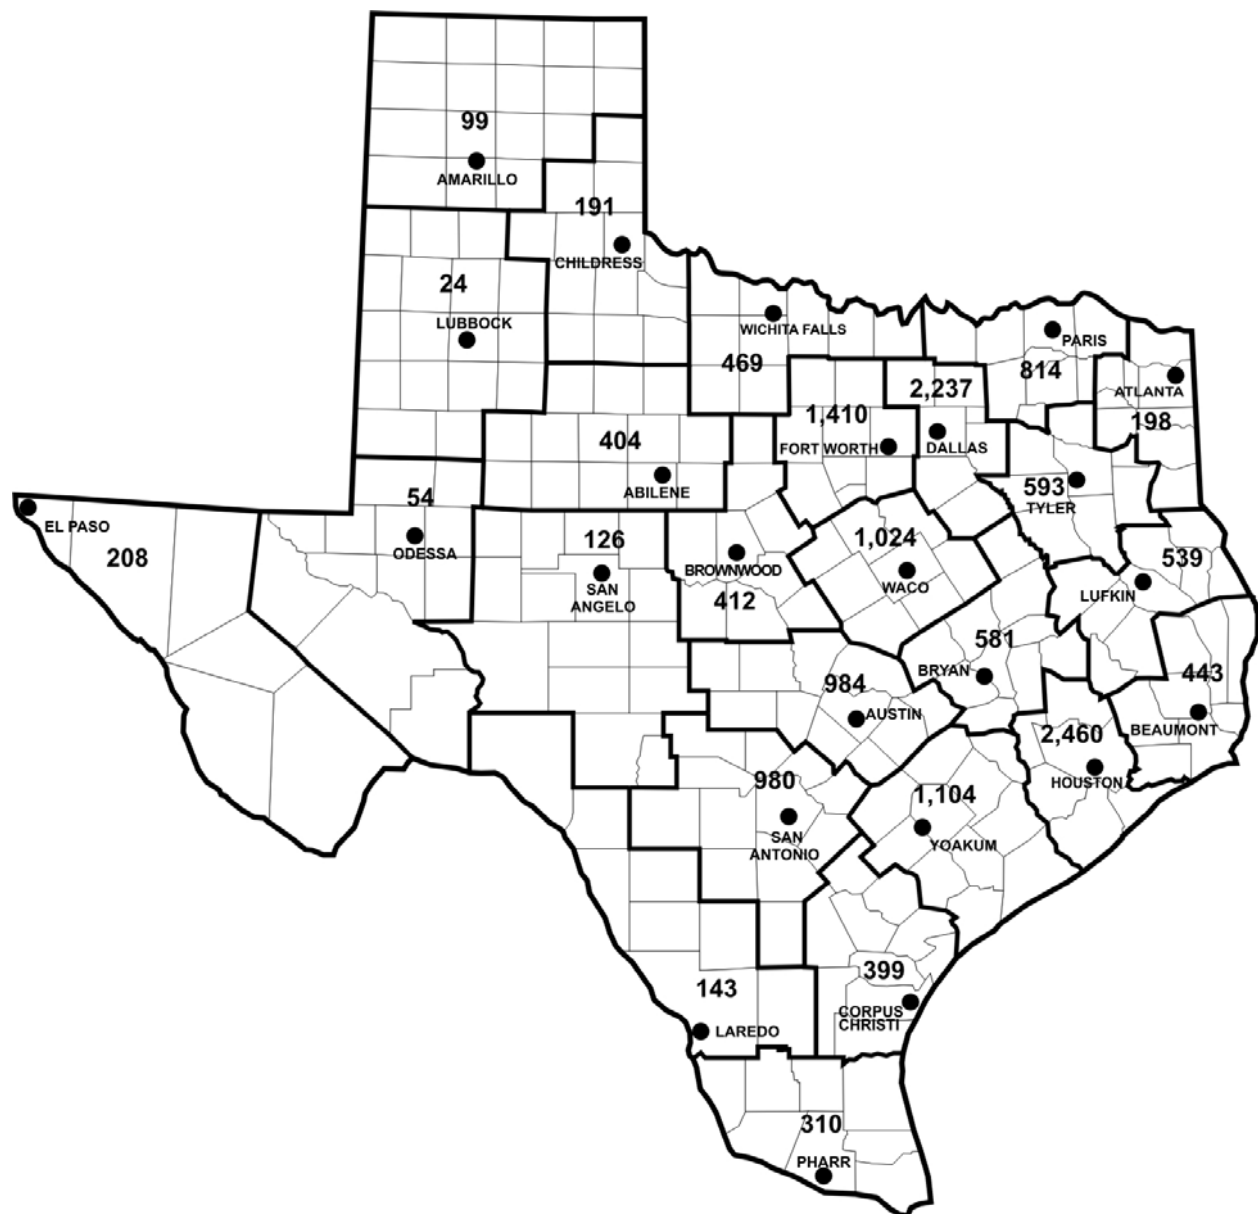 99
AMARILLO
191
CHILDRESS
24
LUBBOCK
WICHITA FALLS
469
PARIS
814
ATLANTA
198
2,237
DALLAS
1,410
FORT WORTH
404
ABILENE
54
ODESSA
EL PASO
208
126
SAN
ANGELO
BROWNWOOD
412
1,024
WACO
593
TYLER
539
LUFKIN
581
BRYAN
443
BEAUMONT
984
AUSTIN
2,460
HOUSTON
980
SAN
ANTONIO
1,104
YOAKUM
399
CORPUS
CHRISTI
143
LAREDO
310
PHARR